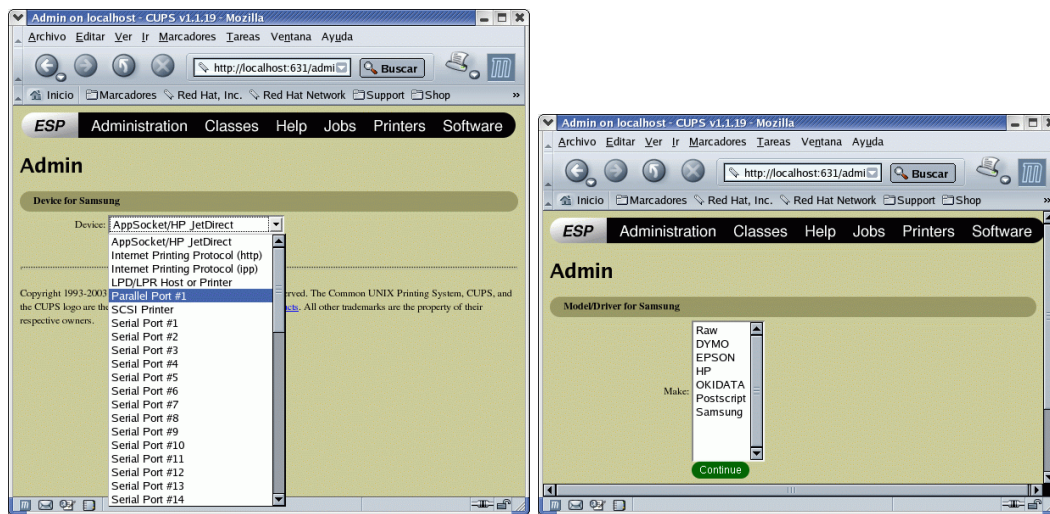 Admin on localhost - CUPS v1.1.19 - Mozilla
Archivo Editar Ver Ir Marcadores Tareas Ventana Ayuda
http://localhost:631/admi Buscar
Inicio Marcadores Red Hat, Inc. Red Hat Network Support Shop »
ESP Administration Classes Help Jobs Printers Software
Admin
Device for Samsung
Device: AppSocket/HP JetDirect
AppSocket/HP JetDirect
Internet Printing Protocol (http)
Internet Printing Protocol (ipp)
LPD/LPR Host or Printer
Parallel Port #1
SCSI Printer
Serial Port #1
Serial Port #2
Serial Port #3
Serial Port #4
Serial Port #5
Serial Port #6
Serial Port #7
Serial Port #8
Serial Port #9
Serial Port #10
Serial Port #11
Serial Port #12
Serial Port #13
Serial Port #14
Copyright 1993-2003 rved. The Common UNIX Printing System, CUPS, and
the CUPS logo are the cts. All other trademarks are the property of their
respective owners.
Admin on localhost - CUPS v1.1.19 - Mozilla
Archivo Editar Ver Ir Marcadores Tareas Ventana Ayuda
http://localhost:631/admi Buscar
Inicio Marcadores Red Hat, Inc. Red Hat Network Support Shop »
ESP Administration Classes Help Jobs Printers Software
Admin
Model/Driver for Samsung
Make:
Raw
DYMO
EPSON
HP
OKIDATA
Postscript
Samsung
Continue